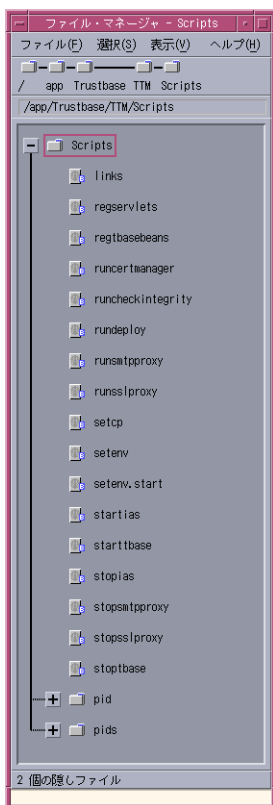 ファイル・マネージャ - Scripts
ファイル(F) 選択(S) 表示(V) ヘルプ(H)
/ app Trustbase TTM Scripts
/app/Trustbase/TTM/Scripts
Scripts
links
regservlets
regtbasebeans
runcertmanager
runcheckintegrity
rundeploy
runsmtpproxy
runsslproxy
setcp
setenv
setenv.start
startias
starttbase
stopias
stopsmtpproxy
stopsslproxy
stoptbase
pid
pids
2 個の隠しファイル